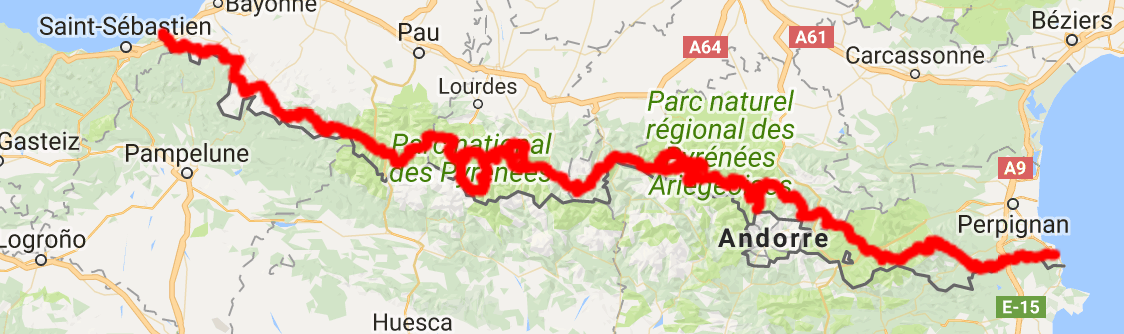 Bayonne
Saint-Sébastien
Béziers
Pau
A64
A61
Carcassonne
Lourdes
Parc naturel
régional des
Pyrénées
Ariégeoises
Gasteiz
Parc national
des Pyrénées
Pampelune
A9
Perpignan
Andorre
Logroño
E-15
Huesca